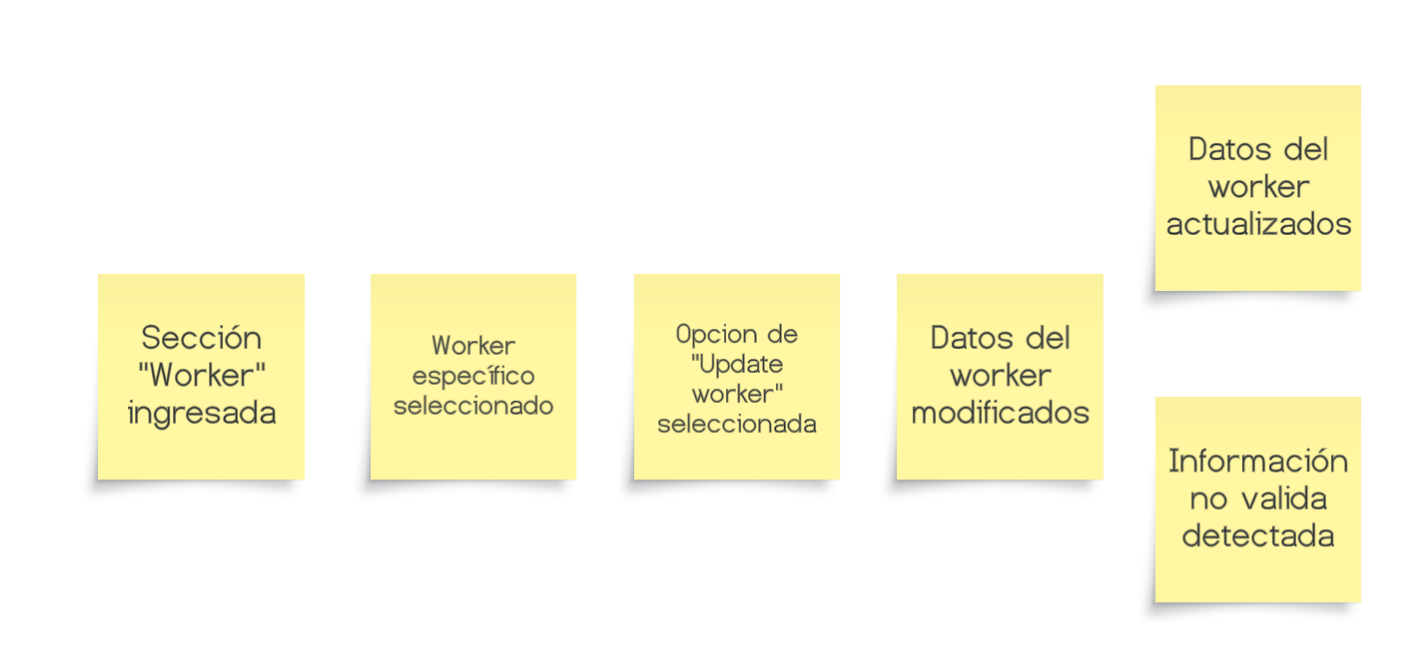 Sección
"Worker"
ingresada
Worker
específico
seleccionado
Opcion de
"Update
worker"
seleccionada
Datos del
worker
modificados
Datos del
worker
actualizados
Información
no valida
detectada